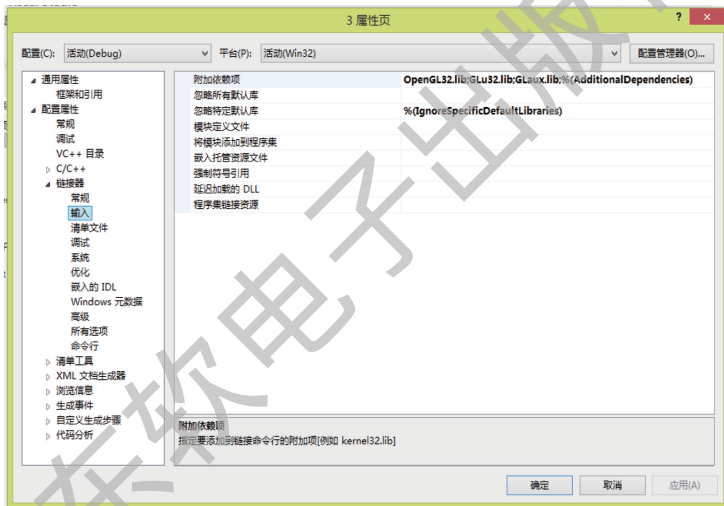 3 属性页
? x
配置(C): 活动(Debug) 平台(P): 活动(Win32) 配置管理器(O)...
通用属性
框架和引用
配置属性
常规
调试
VC++ 目录
C/C++
链接器
常规
输入
清单文件
调试
系统
优化
嵌入的 IDL
Windows 元数据
高级
所有选项
命令行
清单工具
XML 文档生成器
浏览信息
生成事件
自定义生成步骤
代码分析
附加依赖项 OpenGL32.lib;GLu32.lib;GLaux.lib;%(AdditionalDependencies)
忽略所有默认库
忽略特定默认库 %(IgnoreSpecificDefaultLibraries)
模块定义文件
将模块添加到程序集
嵌入托管资源文件
强制符号引用
延迟加载的 DLL
程序集链接资源
附加依赖项
指定要添加到链接命令行的附加项[例如 kernel32.lib]
确定 取消 应用(A)
东软电子出版